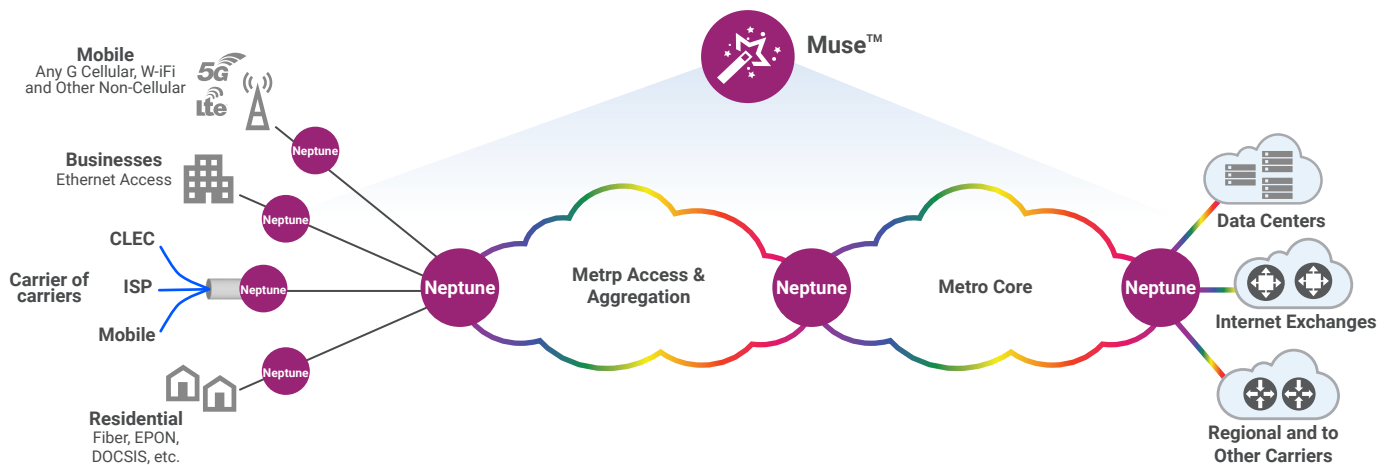 Muse™
Mobile
Any G Cellular, W-iFi
and Other Non-Cellular
5G
Lte
Neptune
Businesses
Ethernet Access
Neptune
CLEC
Carrier of
carriers
ISP
Mobile
Neptune
Residential
Fiber, EPON,
DOCSIS, etc.
Neptune
Neptune
Metrp Access &
Aggregation
Neptune
Metro Core
Neptune
Data Centers
Internet Exchanges
Regional and to
Other Carriers